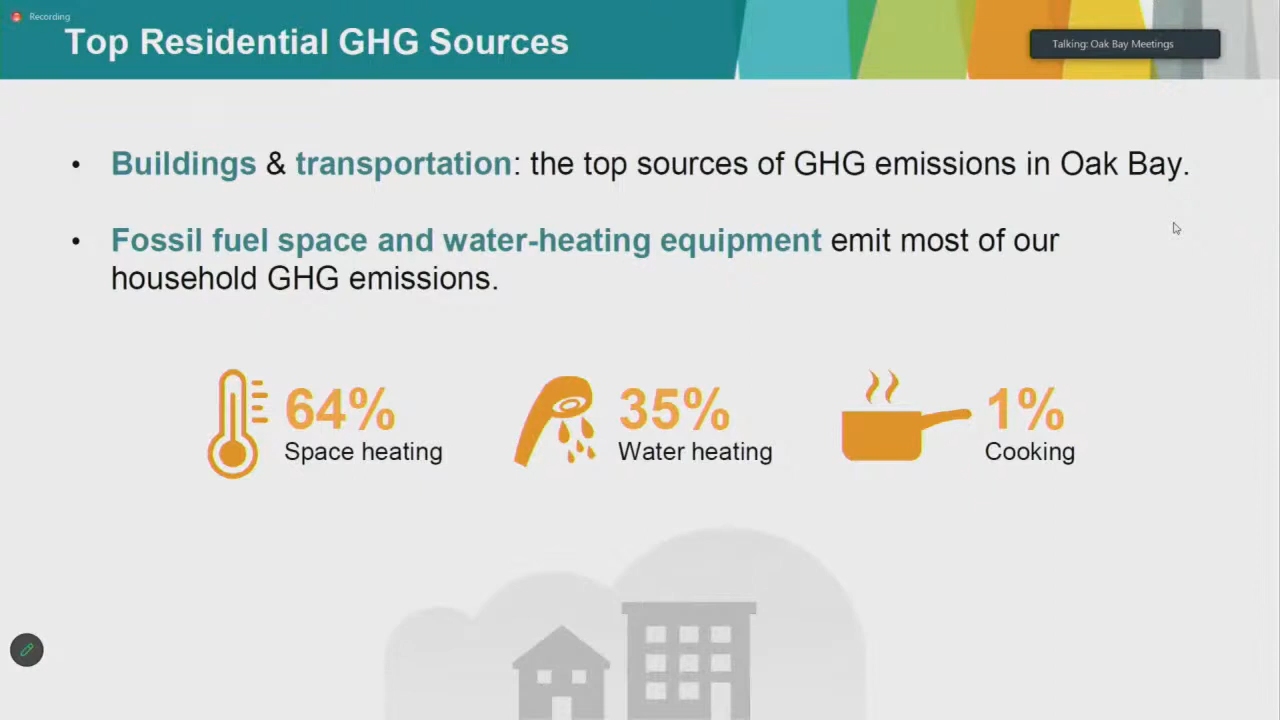 Recording
Top Residential GHG Sources
Talking: Oak Bay Meetings
• Buildings & transportation: the top sources of GHG emissions in Oak Bay.
• Fossil fuel space and water-heating equipment emit most of our
household GHG emissions.
64%
Space heating
35%
Water heating
1%
Cooking